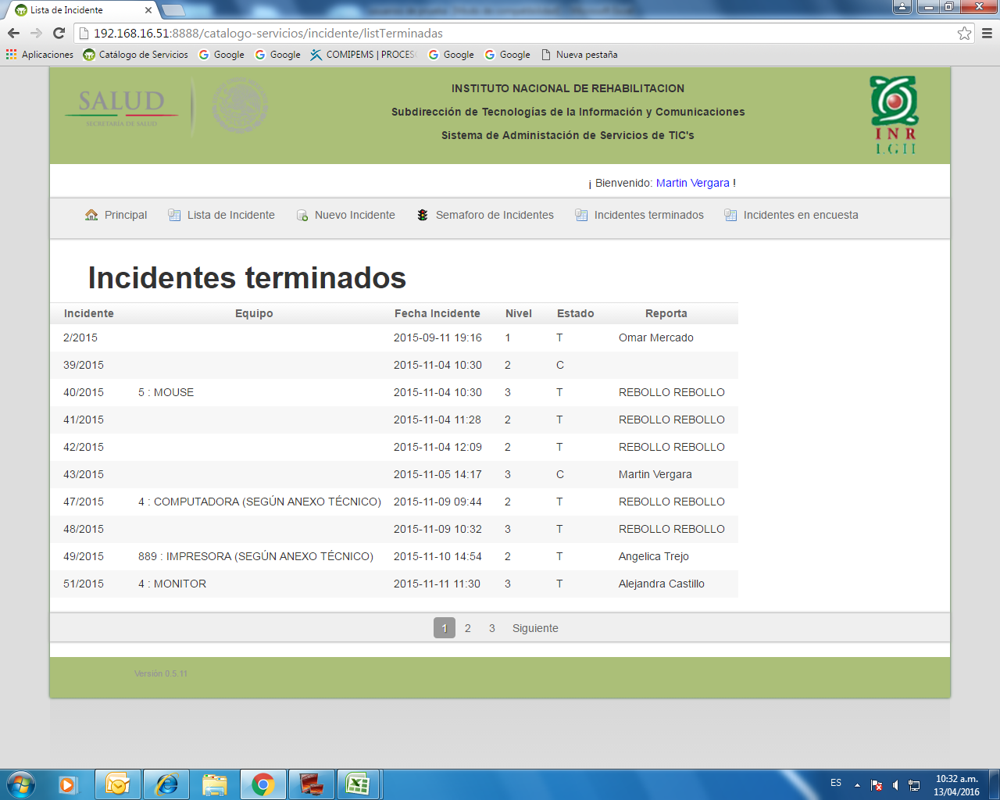 Lista de Incidente
192.168.16.51:8888/catalogo-servicios/incidente/listTerminadas
Aplicaciones Catálogo de Servicios Google Google COMIPEMS | PROCES Google Google Nueva pestaña
SALUD
SECRETARÍA DE SALUD
INSTITUTO NACIONAL DE REHABILITACION
Subdirección de Tecnologías de la Información y Comunicaciones
Sistema de Administación de Servicios de TIC's
INR
LGII
¡ Bienvenido: Martin Vergara !
Principal Lista de Incidente Nuevo Incidente Semaforo de Incidentes Incidentes terminados Incidentes en encuesta
Incidentes terminados
Incidente Equipo Fecha Incidente Nivel Estado Reporta
2/2015 2015-09-11 19:16 1 T Omar Mercado
39/2015 2015-11-04 10:30 2 C
40/2015 5 : MOUSE 2015-11-04 10:30 3 T REBOLLO REBOLLO
41/2015 2015-11-04 11:28 2 T REBOLLO REBOLLO
42/2015 2015-11-04 12:09 2 T REBOLLO REBOLLO
43/2015 2015-11-05 14:17 3 C Martin Vergara
47/2015 4 : COMPUTADORA (SEGÚN ANEXO TÉCNICO) 2015-11-09 09:44 2 T REBOLLO REBOLLO
48/2015 2015-11-09 10:32 3 T REBOLLO REBOLLO
49/2015 889 : IMPRESORA (SEGÚN ANEXO TÉCNICO) 2015-11-10 14:54 2 T Angelica Trejo
51/2015 4 : MONITOR 2015-11-11 11:30 3 T Alejandra Castillo
1 2 3 Siguiente
Versión 0.5.11
ES
10:32 a.m.
13/04/2016